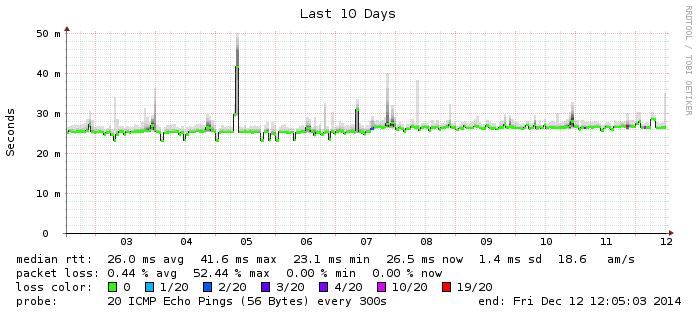 Last 10 Days
RRDTOOL / TOBI OETIKER
Seconds
50 m
40 m
30 m
20 m
10 m
0
03 04 05 06 07 08 09 10 11 12
median rtt: 26.0 ms avg 41.6 ms max 23.1 ms min 26.5 ms now 1.4 ms sd 18.6 am/s
packet loss: 0.44 % avg 52.44 % max 0.00 % min 0.00 % now
loss color: 0 1/20 2/20 3/20 4/20 10/20 19/20
probe: 20 ICMP Echo Pings (56 Bytes) every 300s end: Fri Dec 12 12:05:03 2014